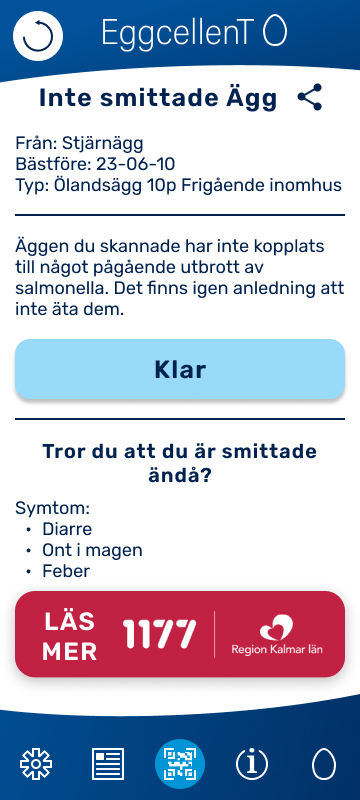 EggcellenT
Inte smittade Ägg
Från: Stjärnägg
Bästföre: 23-06-10
Typ: Ölandsägg 10p Frigående inomhus
Äggen du skannade har inte kopplats
till något pågående utbrott av
salmonella. Det finns igen anledning att
inte äta dem.
Klar
Tror du att du är smittade
ändå?
Symtom:
• Diarre
• Ont i magen
• Feber
LÄS
MER
1177
Region Kalmar län